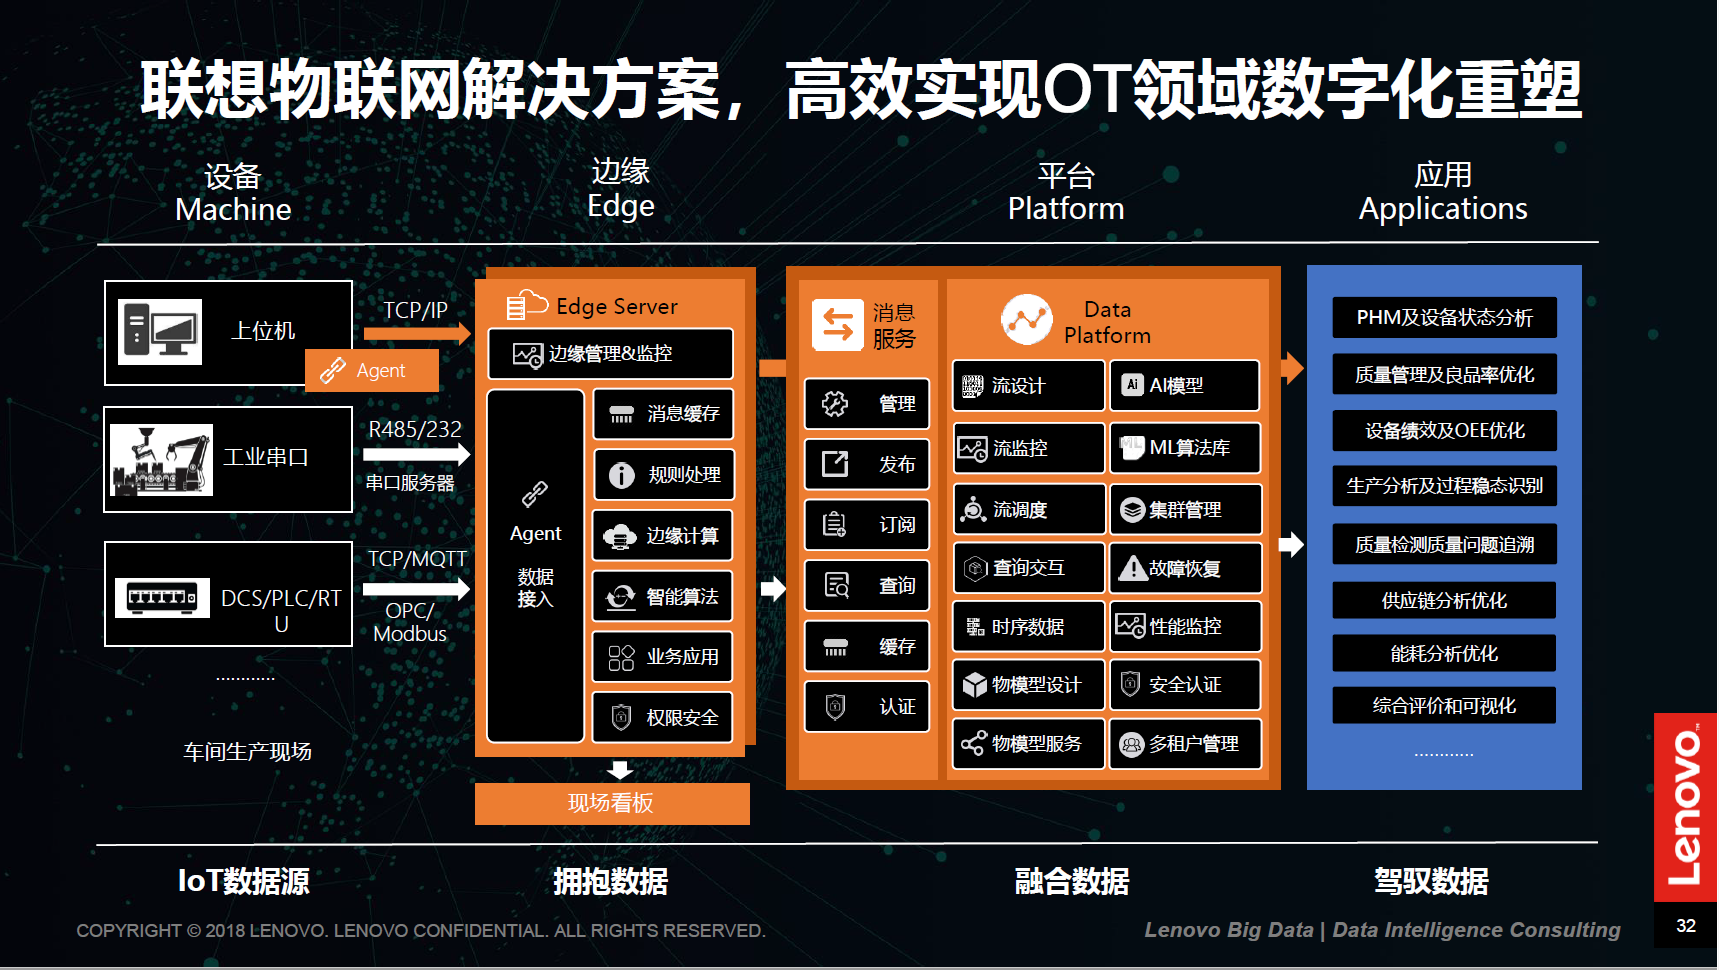 联想物联网解决方案，高效实现OT领域数字化重塑
设备
Machine
边缘
Edge
平台
Platform
应用
Applications
上位机
Agent
TCP/IP
工业串口
R485/232
串口服务器
DCS/PLC/RT
U
TCP/MQTT
OPC/
Modbus
............
车间生产现场
Edge Server
边缘管理&监控
Agent
数据
接入
消息缓存
规则处理
边缘计算
智能算法
业务应用
权限安全
现场看板
消息
服务
管理
发布
订阅
查询
缓存
认证
Data
Platform
流设计
Ai
AI模型
流监控
ML
ML算法库
流调度
集群管理
查询交互
故障恢复
时序数据
性能监控
物模型设计
安全认证
物模型服务
多租户管理
PHM及设备状态分析
质量管理及良品率优化
设备绩效及OEE优化
生产分析及过程稳态识别
质量检测质量问题追溯
供应链分析优化
能耗分析优化
综合评价和可视化
............
IoT数据源
拥抱数据
融合数据
驾驭数据
COPYRIGHT © 2018 LENOVO. LENOVO CONFIDENTIAL. ALL RIGHTS RESERVED.
Lenovo Big Data | Data Intelligence Consulting
Lenovo™
32